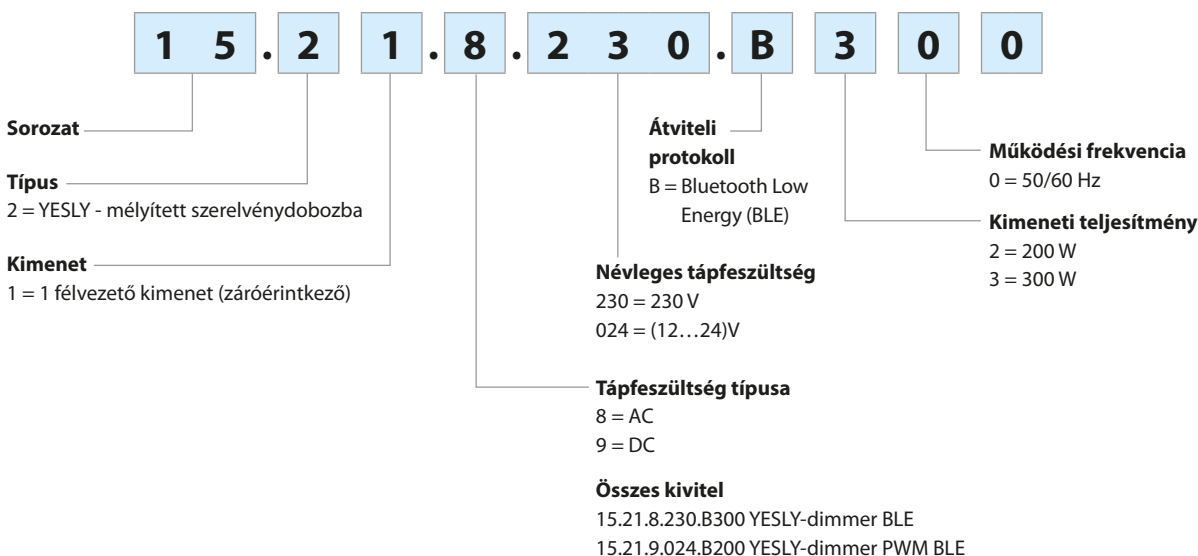 1 5 . 2 1 . 8 . 2 3 0 . B 3 0 0
Sorozat
Típus
2 = YESLY - mélyített szerelvénydobozba
Kimenet
1 = 1 félvezető kimenet (záróérintkező)
Átviteli
protokoll
B = Bluetooth Low
Energy (BLE)
Névleges tápfeszültség
230 = 230 V
024 = (12…24)V
Tápfeszültség típusa
8 = AC
9 = DC
Összes kivitel
15.21.8.230.B300 YESLY-dimmer BLE
15.21.9.024.B200 YESLY-dimmer PWM BLE
Működési frekvencia
0 = 50/60 Hz
Kimeneti teljesítmény
2 = 200 W
3 = 300 W